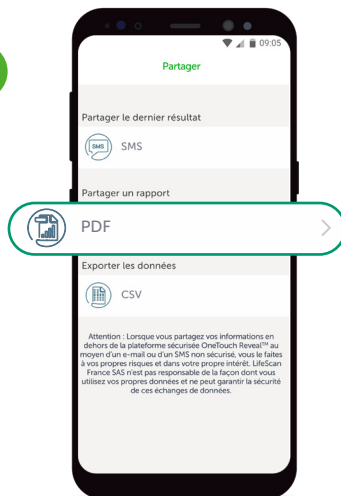 09:05
Partager
Partager le dernier résultat
SMS
SMS
Partager un rapport
PDF
Exporter les données
CSV
Attention : Lorsque vous partagez vos informations en
dehors de la plateforme sécurisée OneTouch Reveal™ au
moyen d'un e-mail ou d'un SMS non sécurisé, vous le faites
à vos propres risques et dans votre propre intérêt. LifeScan
France SAS n'est pas responsable de la façon dont vous
utilisez vos propres données et ne peut garantir la sécurité
de ces échanges de données.